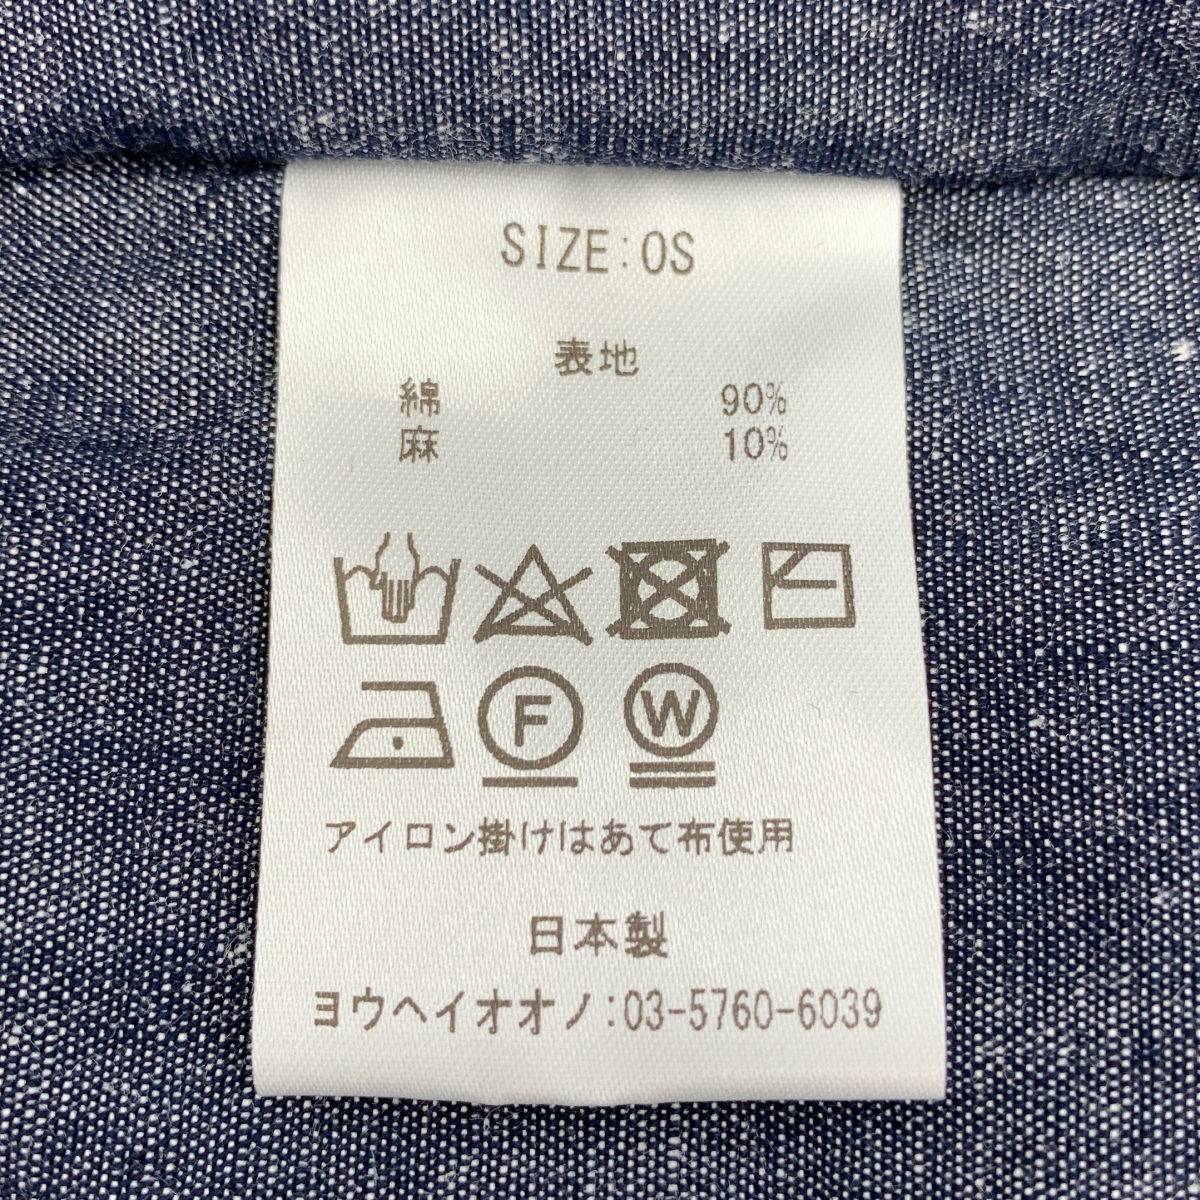 SIZE:OS
表地
綿 90%
麻 10%
F W
アイロン掛けはあて布使用
日本製
ヨウヘイオオノ:03-5760-6039